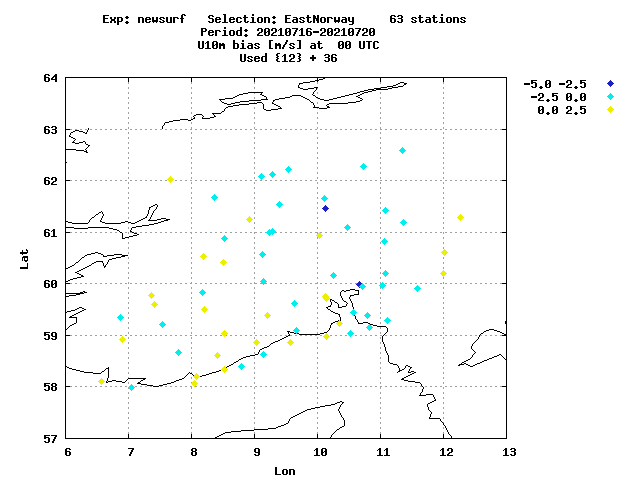 Exp: newsurf Selection: EastNorway 63 stations
Period: 20210716-20210720
U10m bias [m/s] at 00 UTC
Used {12} + 36
-5.0 -2.5
-2.5 0.0
0.0 2.5
64
63
62
61
60
59
58
57
Lat
6 7 8 9 10 11 12 13
Lon